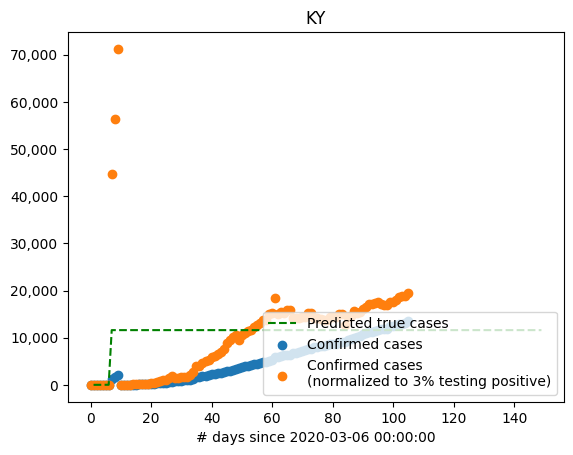 KY
70,000
60,000
50,000
40,000
30,000
20,000
10,000
0
Predicted true cases
Confirmed cases
Confirmed cases
(normalized to 3% testing positive)
0 20 40 60 80 100 120 140
# days since 2020-03-06 00:00:00